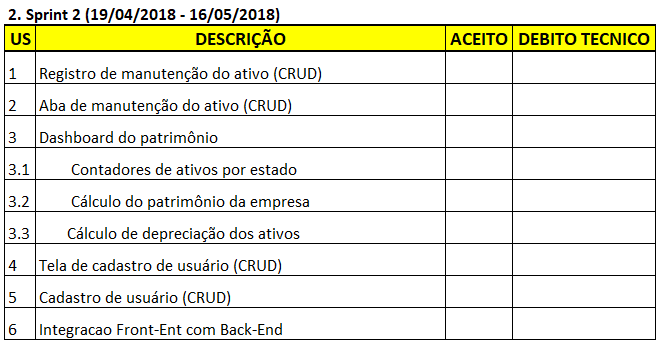 2. Sprint 2 (19/04/2018 - 16/05/2018)
US DESCRIÇÃO ACEITO DEBITO TECNICO
1 Registro de manutenção do ativo (CRUD)
2 Aba de manutenção do ativo (CRUD)
3 Dashboard do patrimônio
3.1 Contadores de ativos por estado
3.2 Cálculo do patrimônio da empresa
3.3 Cálculo de depreciação dos ativos
4 Tela de cadastro de usuário (CRUD)
5 Cadastro de usuário (CRUD)
6 Integracao Front-Ent com Back-End